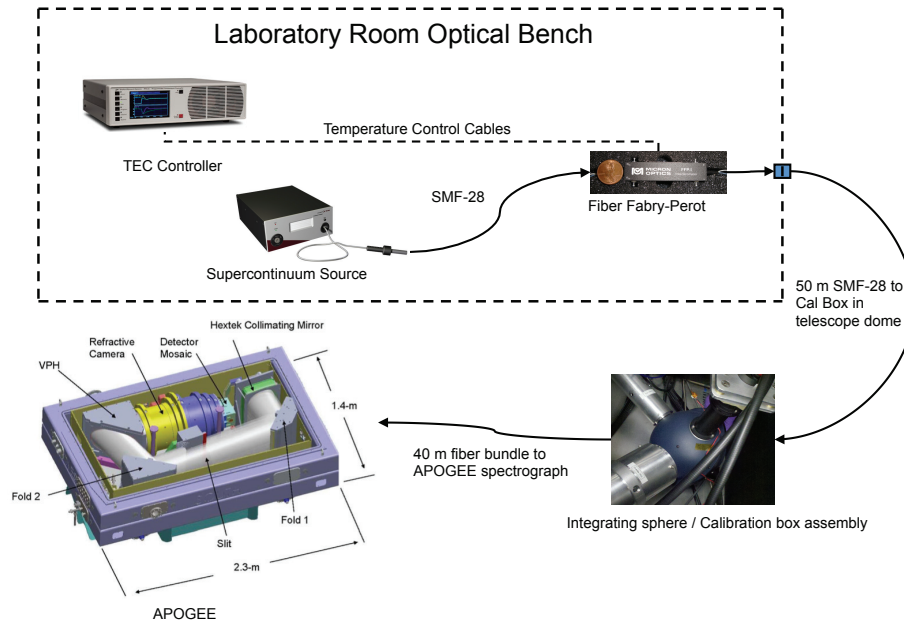 Laboratory Room Optical Bench
Temperature Control Cables
TEC Controller
SMF-28
MICRON
OPTICS
Fiber Fabry-Perot
Supercontinuum Source
50 m SMF-28 to
Cal Box in
telescope dome
Hextek Collimating Mirror
Refractive
Camera
Detector
Mosaic
VPH
1.4-m
40 m fiber bundle to
APOGEE spectrograph
Fold 2
Fold 1
Slit
Integrating sphere / Calibration box assembly
2.3-m
APOGEE